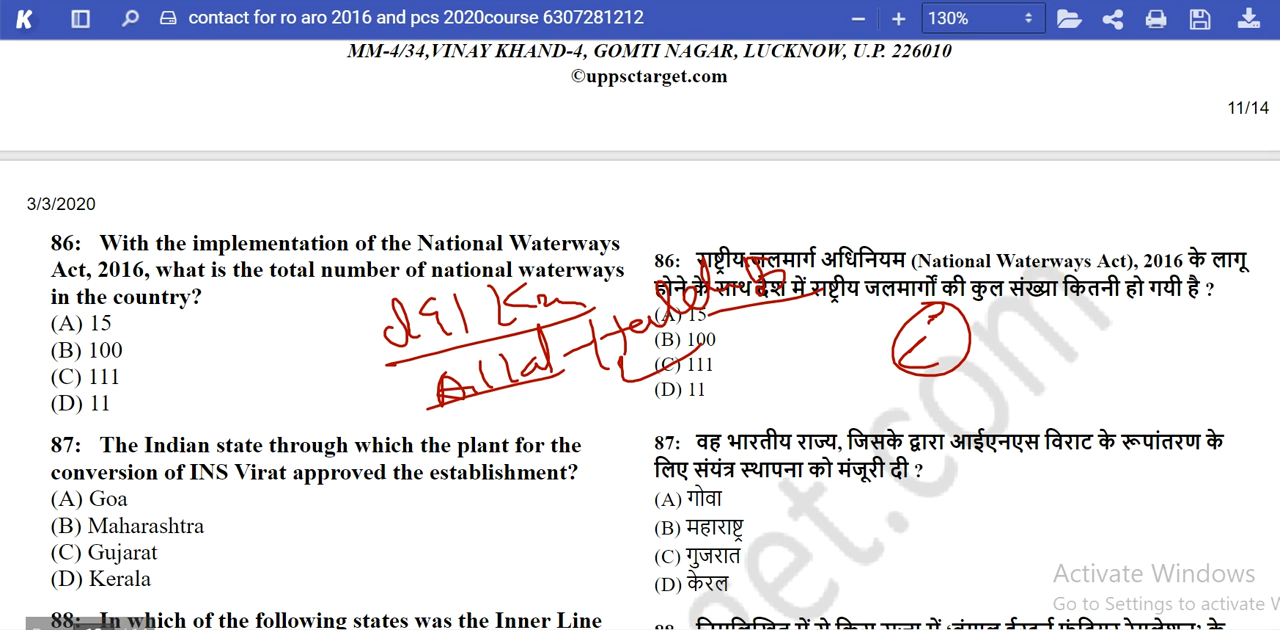 contact for ro aro 2016 and pcs 2020course 6307281212
130%
MM-4/34,VINAY KHAND-4, GOMTI NAGAR, LUCKNOW, U.P. 226010
©uppsctarget.com
11/14
3/3/2020
86: With the implementation of the National Waterways
Act, 2016, what is the total number of national waterways
in the country?
(A) 15
(B) 100
(C) 111
(D) 11
87: The Indian state through which the plant for the
conversion of INS Virat approved the establishment?
(A) Goa
(B) Maharashtra
(C) Gujarat
(D) Kerala
88: In which of the following states was the Inner Line
86: राष्ट्रीय जलमार्ग अधिनियम (National Waterways Act), 2016 के लागू
होने के साथ देश में राष्ट्रीय जलमार्गों की कुल संख्या कितनी हो गयी है ?
(A) 15
(B) 100
(C) 111
(D) 11
87: वह भारतीय राज्य, जिसके द्वारा आईएनएस विराट के रूपांतरण के
लिए संयंत्र स्थापना को मंजूरी दी ?
(A) गोवा
(B) महाराष्ट्र
(C) गुजरात
(D) केरल
Km
Allal
et.com
Activate Windows
Go to Settings to activate